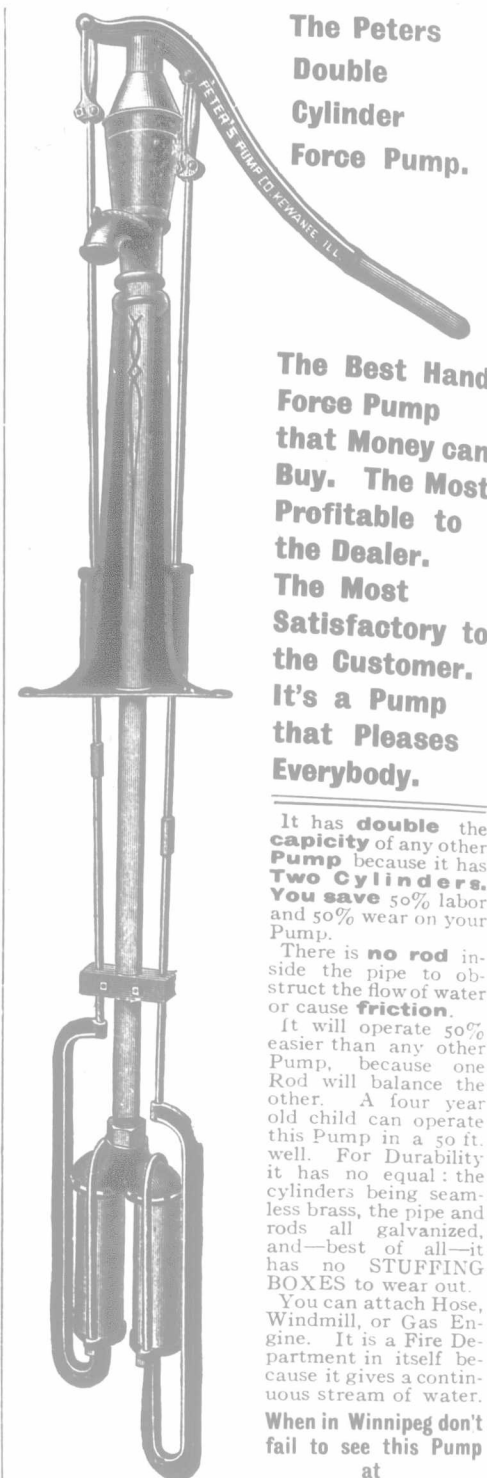 The Peters
Double
Cylinder
Force Pump.
PETER'S PUMP CO. KEWANEE, ILL.
The Best Hand
Force Pump
that Money can
Buy. The Most
Profitable to
the Dealer.
The Most
Satisfactory to
the Customer.
It's a Pump
that Pleases
Everybody.
It has double the
capicity of any other
Pump because it has
Two Cylinders.
You save 50% labor
and 50% wear on your
Pump.
There is no rod in-
side the pipe to ob-
struct the flow of water
or cause friction.
It will operate 50%
easier than any other
Pump, because one
Rod will balance the
other. A four year
old child can operate
this Pump in a 50 ft.
well. For Durability
it has no equal: the
cylinders being seam-
less brass, the pipe and
rods all galvanized,
and—best of all—it
has no STUFFING
BOXES to wear out.
You can attach Hose,
Windmill, or Gas En-
gine. It is a Fire De-
partment in itself be-
cause it gives a contin-
uous stream of water.
When in Winnipeg don't
fail to see this Pump
at